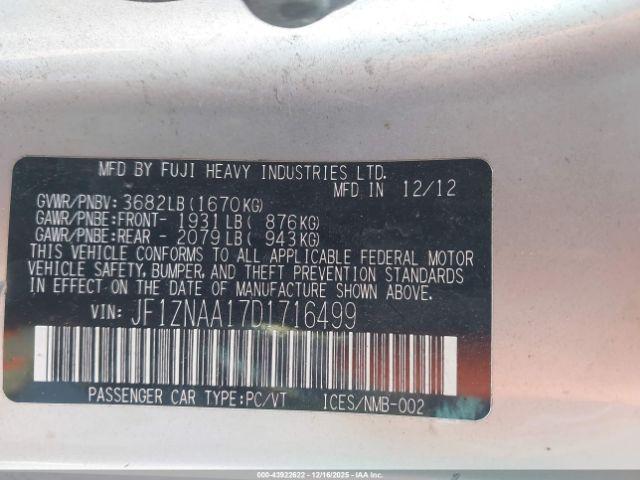 MFD BY FUJI HEAVY INDUSTRIES LTD.
MFD IN 12/12
GVWR/PNBV: 3682LB(1670KG)
GAWR/PNBE:FRONT- 1931LB( 876KG)
GAWR/PNBE:REAR - 2079LB( 943KG)
THIS VEHICLE CONFORMS TO ALL APPLICABLE FEDERAL MOTOR
VEHICLE SAFETY, BUMPER, AND THEFT PREVENTION STANDARDS
IN EFFECT ON THE DATE OF MANUFACTURE SHOWN ABOVE.
VIN: JF1ZNAA17D1716499
PASSENGER CAR TYPE:PC/VT ICES/NMB-002
000-43922622 - 12/16/2025 - IAA, Inc.